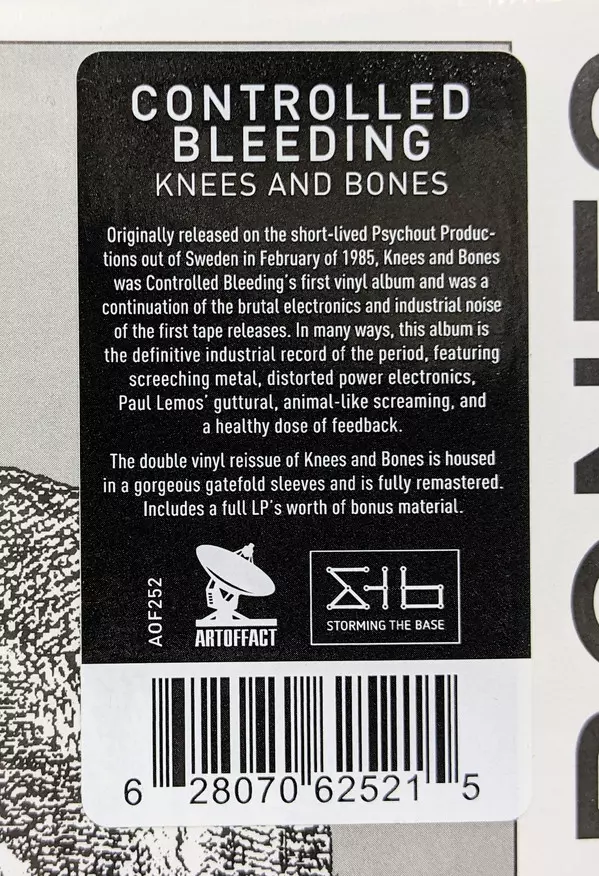 CONTROLLED
BLEEDING
KNEES AND BONES
Originally released on the short-lived Psychout Produc-
tions out of Sweden in February of 1985, Knees and Bones
was Controlled Bleeding's first vinyl album and was a
continuation of the brutal electronics and industrial noise
of the first tape releases. In many ways, this album is
the definitive industrial record of the period, featuring
screeching metal, distorted power electronics,
Paul Lemos' guttural, animal-like screaming, and
a healthy dose of feedback.
The double vinyl reissue of Knees and Bones is housed
in a gorgeous gatefold sleeves and is fully remastered.
Includes a full LP's worth of bonus material.
AOF252
ARTOFFACT
STORMING THE BASE
6 28070 62521 5